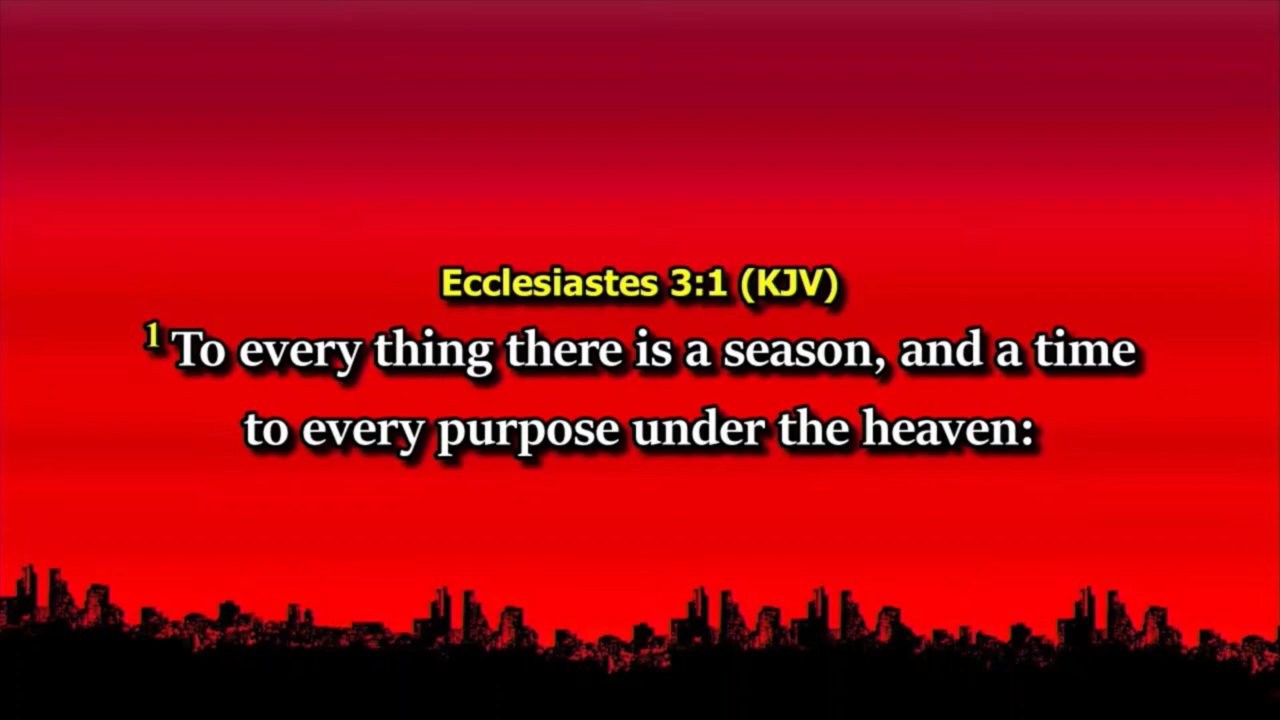 Ecclesiastes 3:1 (KJV)
1 To every thing there is a season, and a time
to every purpose under the heaven: